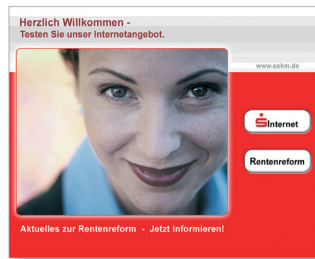 Herzlich Willkommen -
Testen Sie unser Internetangebot.
www.sskm.de
Internet
Rentenreform
Aktuelles zur Rentenreform - Jetzt informieren!